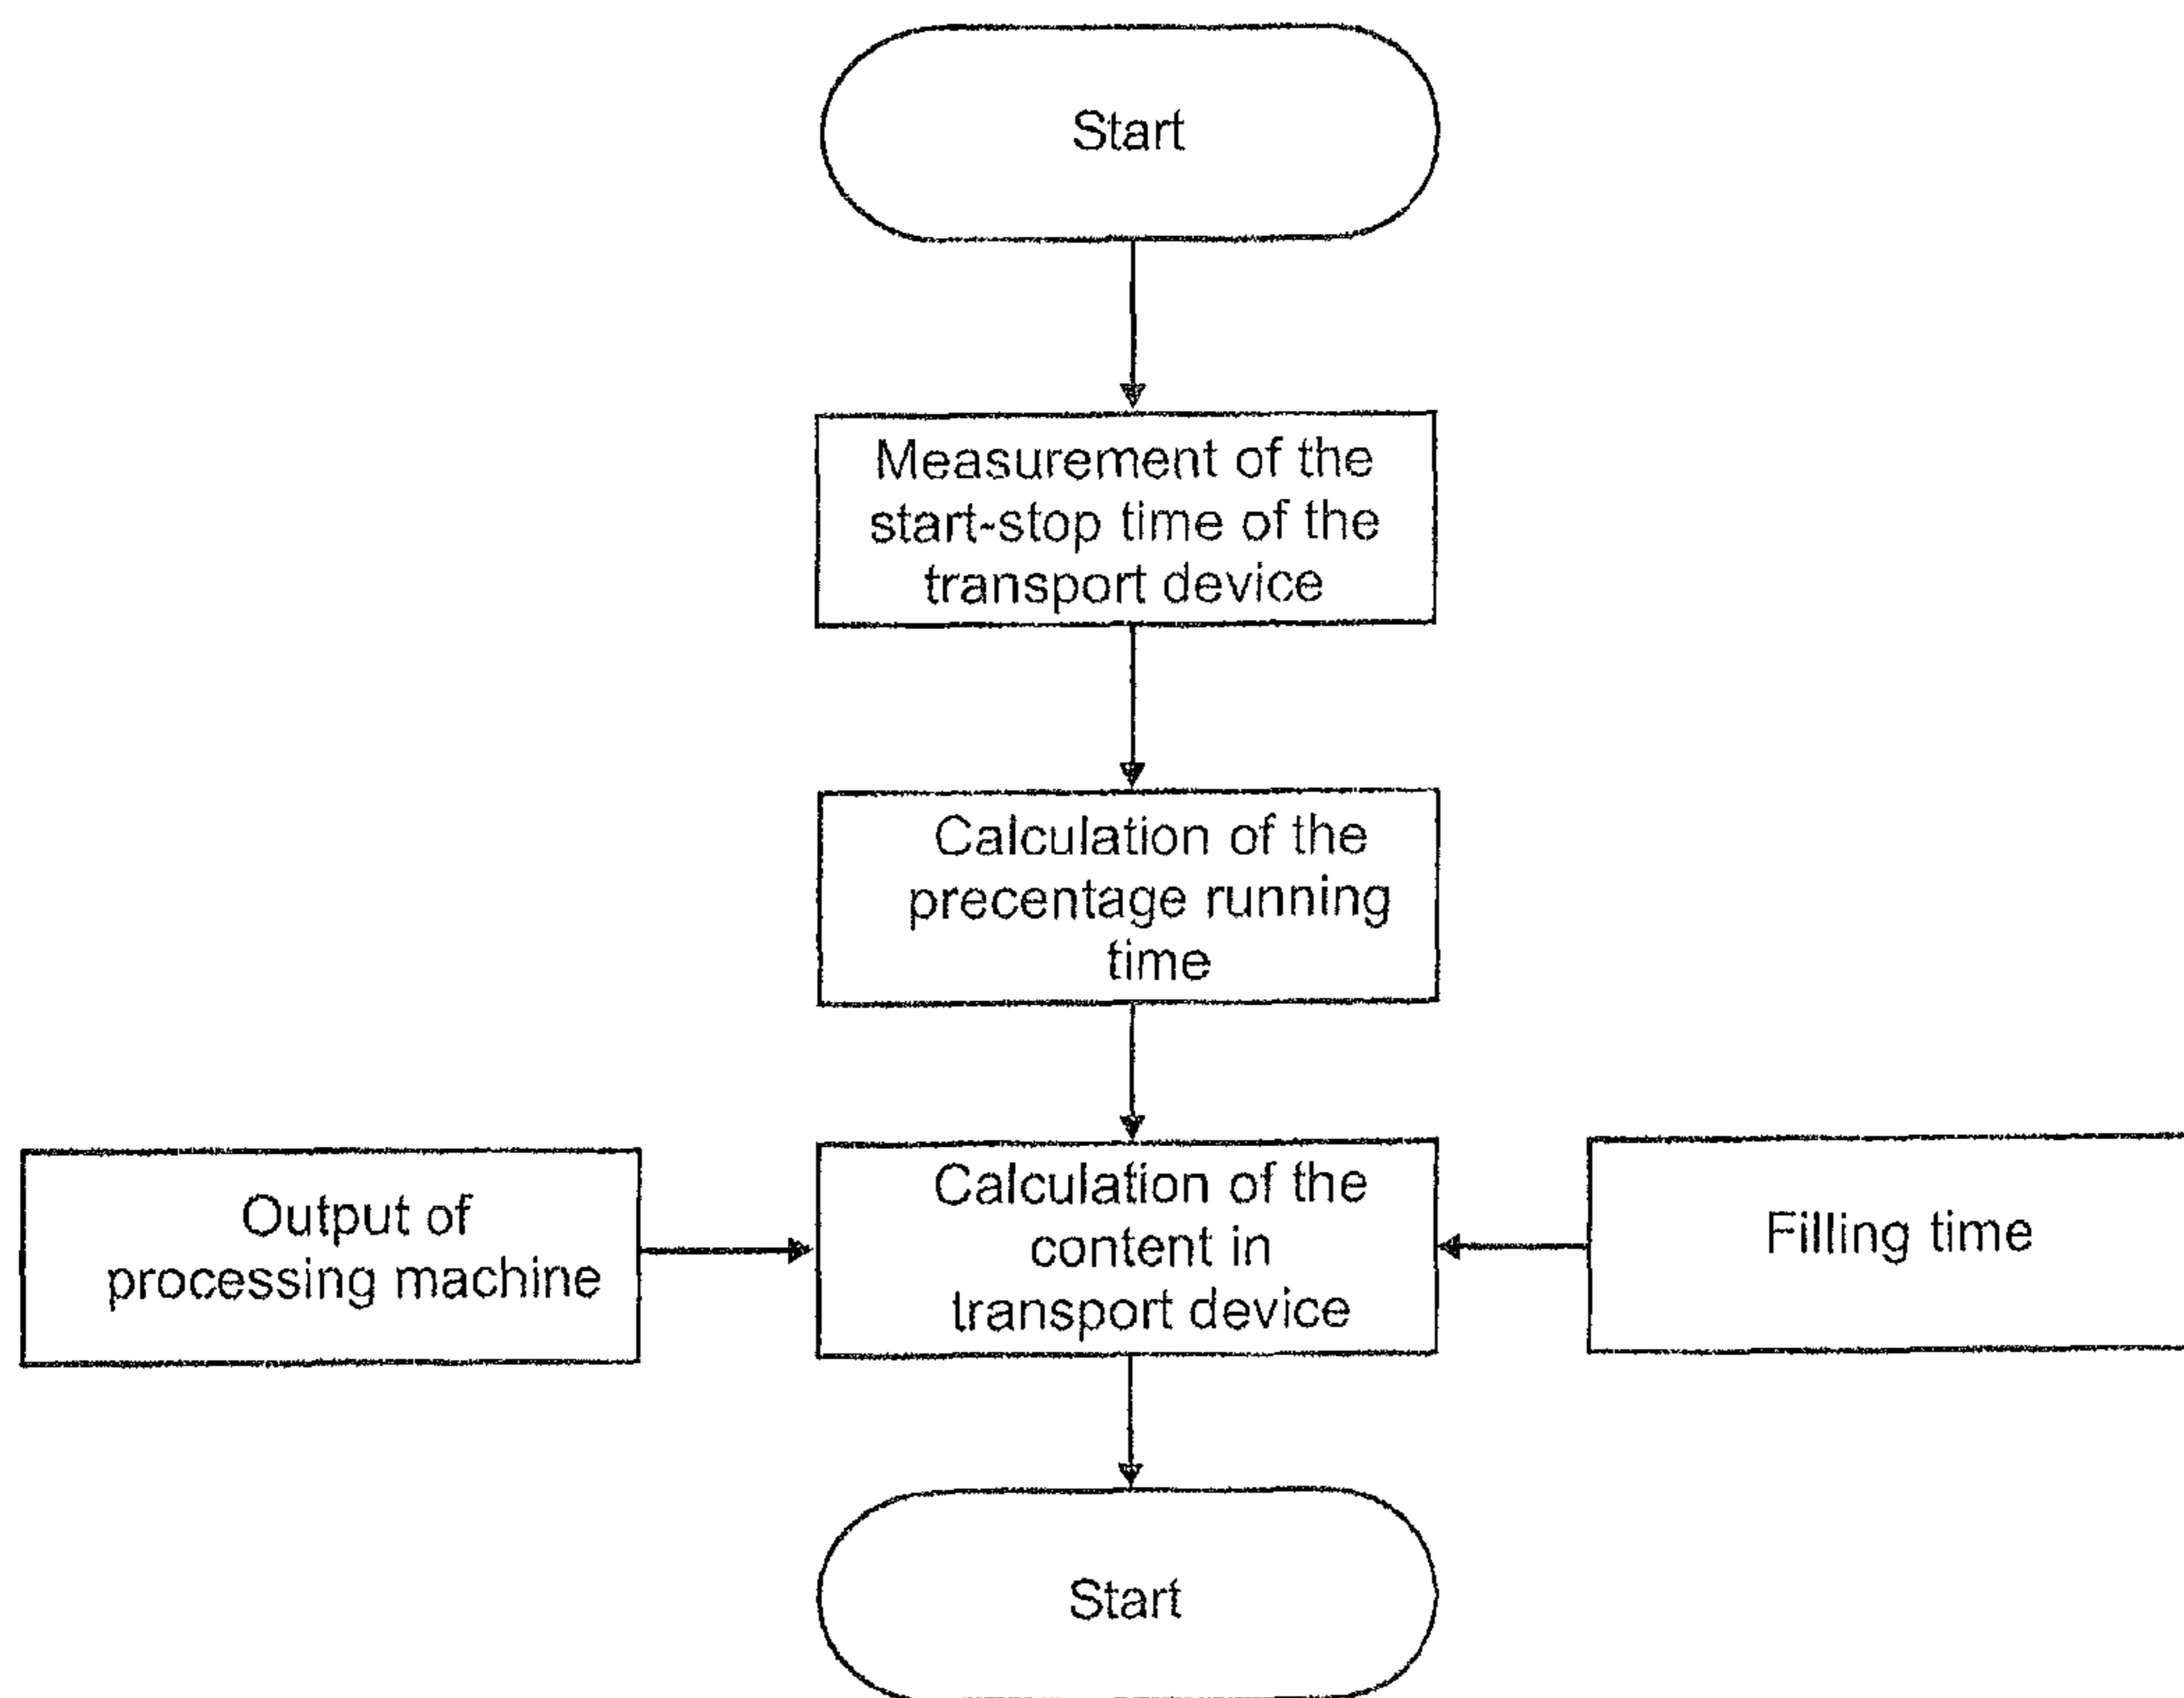 Start
Measurement of the
start-stop time of the
transport device
Calculation of the
precentage running
time
Output of
processing machine
Calculation of the
content in
transport device
Filling time
Start